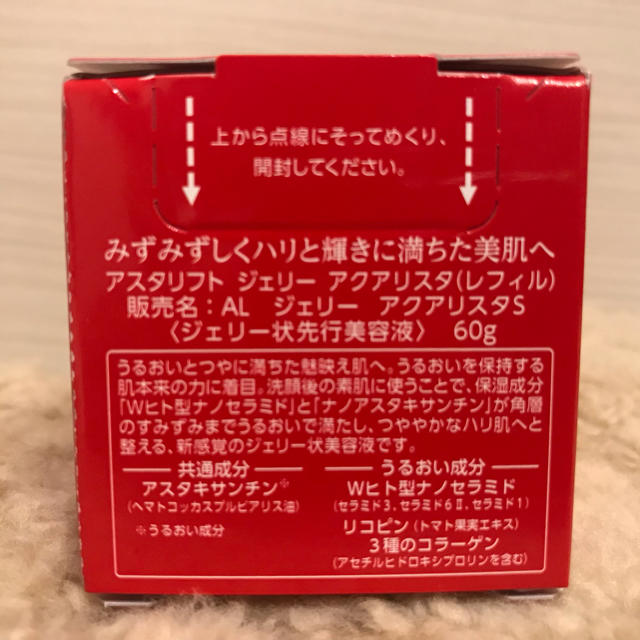 上から点線にそってめくり、
開封してください。
みずみずしくハリと輝きに満ちた美肌へ
アスタリフト ジェリー アクアリスタ(レフィル)
販売名:AL ジェリー アクアリスタS
〈ジェリー状先行美容液〉 60g
うるおいとつやに満ちた魅映え肌へ。うるおいを保持する
肌本来の力に着目。洗顔後の素肌に使うことで、保湿成分
「Wヒト型ナノセラミド」と「ナノアスタキサンチン」が角層
のすみずみまでうるおいで満たし、つややかなハリ肌へと
整える、新感覚のジェリー状美容液です。
共通成分
アスタキサンチン※
(ヘマトコッカスプルビアリス油)
※うるおい成分
うるおい成分
Wヒト型ナノセラミド
(セラミド3、セラミド6Ⅱ、セラミド1)
リコピン(トマト果実エキス)
3種のコラーゲン
(アセチルヒドロキシプロリンを含む)